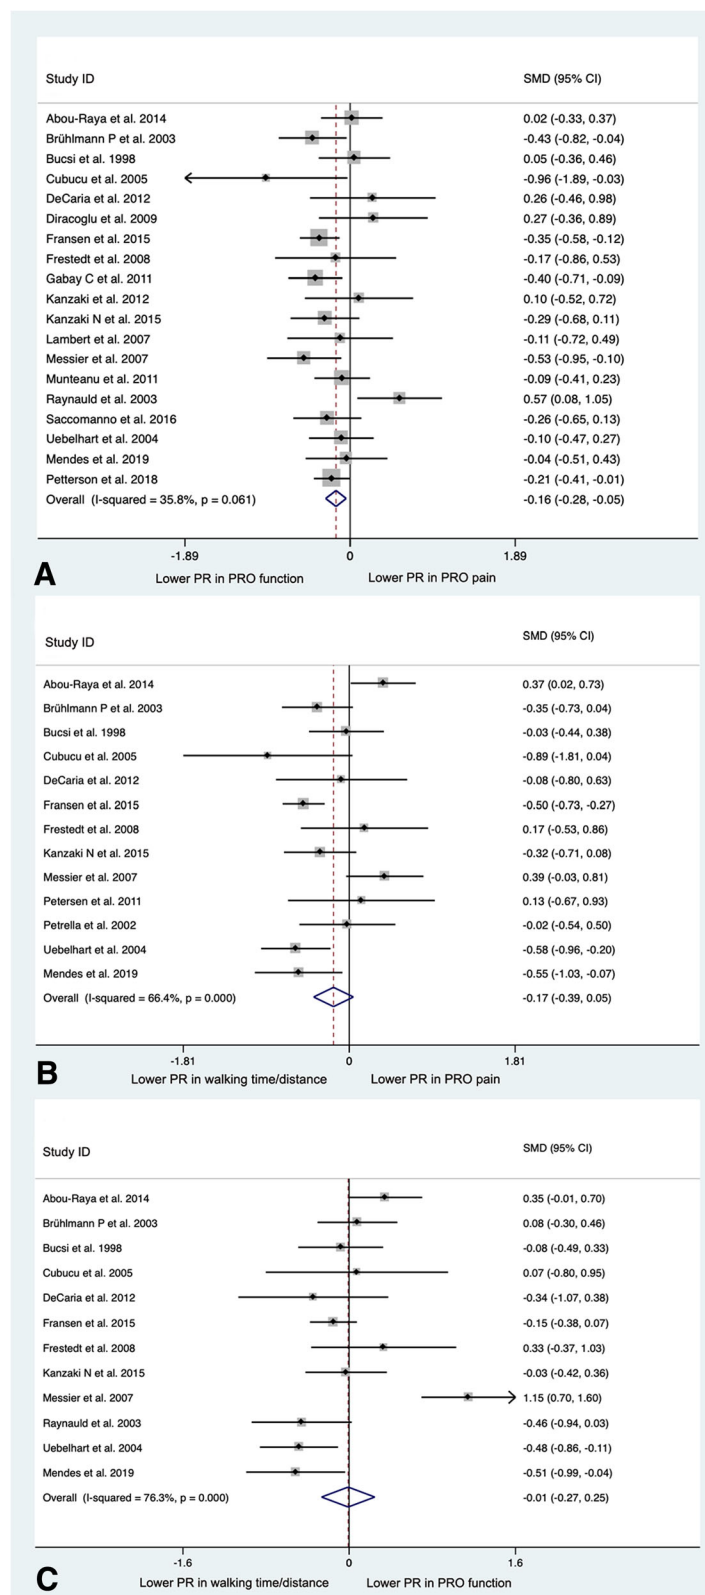 Study ID SMD (95% CI)
Abou-Raya et al. 2014 0.02 (-0.33, 0.37)
Brühlmann P et al. 2003 -0.43 (-0.82, -0.04)
Bucsi et al. 1998 0.05 (-0.36, 0.46)
Cubucu et al. 2005 -0.96 (-1.89, -0.03)
DeCaria et al. 2012 0.26 (-0.46, 0.98)
Diracoglu et al. 2009 0.27 (-0.36, 0.89)
Fransen et al. 2015 -0.35 (-0.58, -0.12)
Frestedt et al. 2008 -0.17 (-0.86, 0.53)
Gabay C et al. 2011 -0.40 (-0.71, -0.09)
Kanzaki et al. 2012 0.10 (-0.52, 0.72)
Kanzaki N et al. 2015 -0.29 (-0.68, 0.11)
Lambert et al. 2007 -0.11 (-0.72, 0.49)
Messier et al. 2007 -0.53 (-0.95, -0.10)
Munteanu et al. 2011 -0.09 (-0.41, 0.23)
Raynauld et al. 2003 0.57 (0.08, 1.05)
Saccomanno et al. 2016 -0.26 (-0.65, 0.13)
Uebelhart et al. 2004 -0.10 (-0.47, 0.27)
Mendes et al. 2019 -0.04 (-0.51, 0.43)
Petterson et al. 2018 -0.21 (-0.41, -0.01)
Overall (I-squared = 35.8%, p = 0.061) -0.16 (-0.28, -0.05)
-1.89 0 1.89
A Lower PR in PRO function Lower PR in PRO pain
Study ID SMD (95% CI)
Abou-Raya et al. 2014 0.37 (0.02, 0.73)
Brühlmann P et al. 2003 -0.35 (-0.73, 0.04)
Bucsi et al. 1998 -0.03 (-0.44, 0.38)
Cubucu et al. 2005 -0.89 (-1.81, 0.04)
DeCaria et al. 2012 -0.08 (-0.80, 0.63)
Fransen et al. 2015 -0.50 (-0.73, -0.27)
Frestedt et al. 2008 0.17 (-0.53, 0.86)
Kanzaki N et al. 2015 -0.32 (-0.71, 0.08)
Messier et al. 2007 0.39 (-0.03, 0.81)
Petersen et al. 2011 0.13 (-0.67, 0.93)
Petrella et al. 2002 -0.02 (-0.54, 0.50)
Uebelhart et al. 2004 -0.58 (-0.96, -0.20)
Mendes et al. 2019 -0.55 (-1.03, -0.07)
Overall (I-squared = 66.4%, p = 0.000) -0.17 (-0.39, 0.05)
-1.81 0 1.81
B Lower PR in walking time/distance Lower PR in PRO pain
Study ID SMD (95% CI)
Abou-Raya et al. 2014 0.35 (-0.01, 0.70)
Brühlmann P et al. 2003 0.08 (-0.30, 0.46)
Bucsi et al. 1998 -0.08 (-0.49, 0.33)
Cubucu et al. 2005 0.07 (-0.80, 0.95)
DeCaria et al. 2012 -0.34 (-1.07, 0.38)
Fransen et al. 2015 -0.15 (-0.38, 0.07)
Frestedt et al. 2008 0.33 (-0.37, 1.03)
Kanzaki N et al. 2015 -0.03 (-0.42, 0.36)
Messier et al. 2007 1.15 (0.70, 1.60)
Raynauld et al. 2003 -0.46 (-0.94, 0.03)
Uebelhart et al. 2004 -0.48 (-0.86, -0.11)
Mendes et al. 2019 -0.51 (-0.99, -0.04)
Overall (I-squared = 76.3%, p = 0.000) -0.01 (-0.27, 0.25)
-1.6 0 1.6
C Lower PR in walking time/distance Lower PR in PRO function